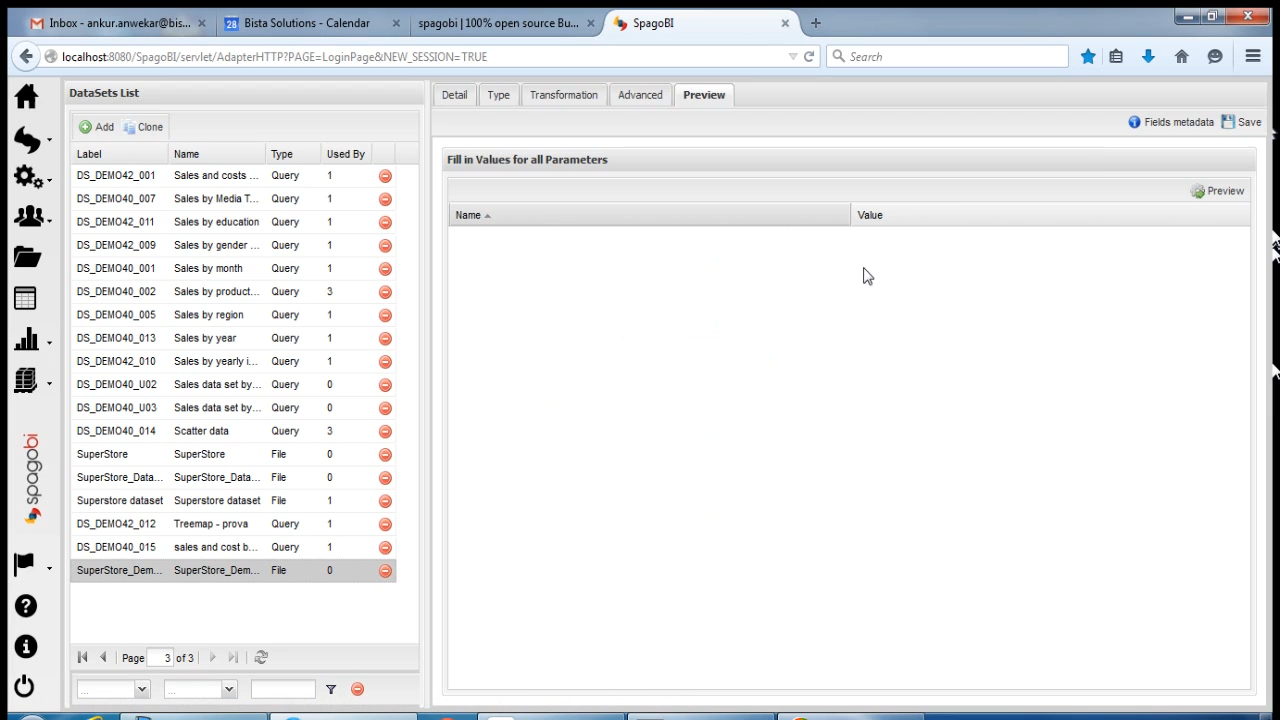 Inbox - ankur.anwekar@bis...
28 Bista Solutions - Calendar
spagobi | 100% open source Bu...
SpagoBI
localhost:8080/SpagoBI/servlet/AdapterHTTP?PAGE=LoginPage&NEW_SESSION=TRUE
Search
DataSets List
Detail Type Transformation Advanced Preview
Add Clone
Fields metadata Save
Label Name Type Used By
Fill in Values for all Parameters
Preview
Name Value
DS_DEMO42_001 Sales and costs ... Query 1
DS_DEMO40_007 Sales by Media T... Query 1
DS_DEMO42_011 Sales by education Query 1
DS_DEMO42_009 Sales by gender ... Query 1
DS_DEMO40_001 Sales by month Query 1
DS_DEMO40_002 Sales by product... Query 3
DS_DEMO40_005 Sales by region Query 1
DS_DEMO40_013 Sales by year Query 1
DS_DEMO42_010 Sales by yearly i... Query 1
DS_DEMO40_U02 Sales data set by... Query 0
DS_DEMO40_U03 Sales data set by... Query 0
DS_DEMO40_014 Scatter data Query 3
SuperStore SuperStore File 0
SuperStore_Data... SuperStore_Data... File 0
Superstore dataset Superstore dataset File 1
DS_DEMO42_012 Treemap - prova Query 1
DS_DEMO40_015 sales and cost b... Query 1
SuperStore_Dem... SuperStore_Dem... File 0
spagobi
Page 3 of 3
... ...